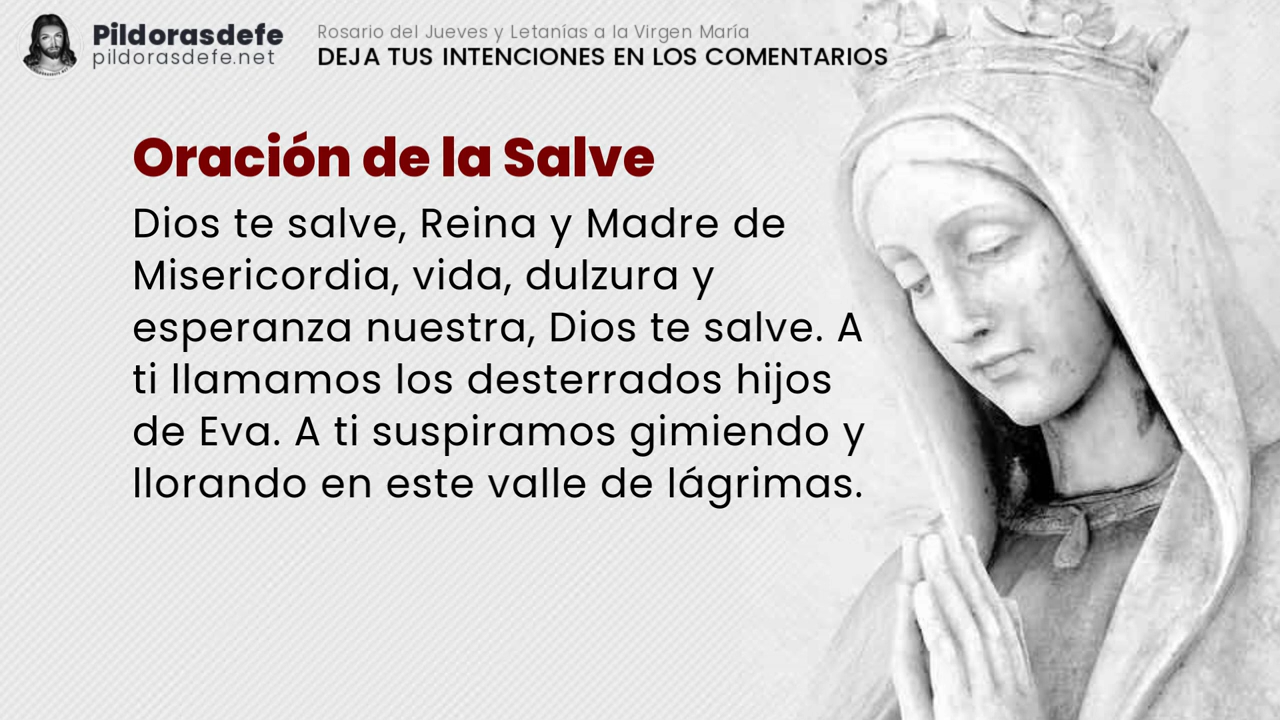 Pildorasdefe
pildorasdefe.net
Rosario del Jueves y Letanías a la Virgen María
DEJA TUS INTENCIONES EN LOS COMENTARIOS
Oración de la Salve
Dios te salve, Reina y Madre de
Misericordia, vida, dulzura y
esperanza nuestra, Dios te salve. A
ti llamamos los desterrados hijos
de Eva. A ti suspiramos gimiendo y
llorando en este valle de lágrimas.